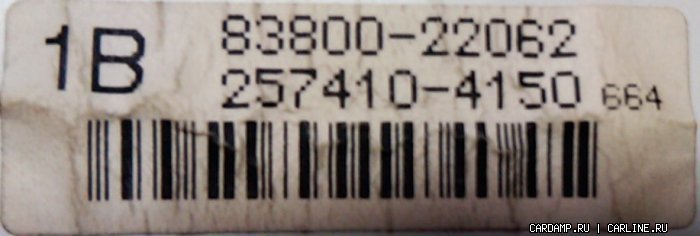 1B
83800-22062
257410-4150 664
CARDAMP.RU | CARLINE.RU